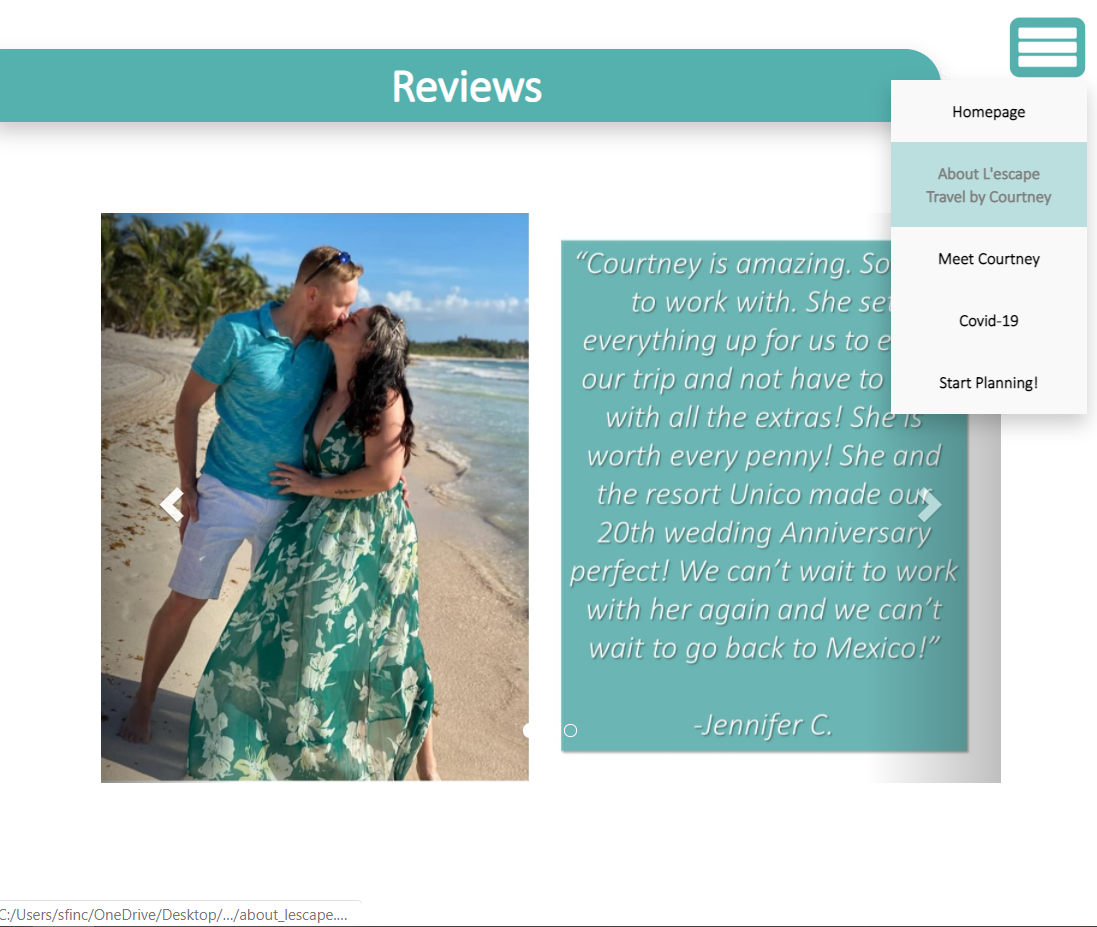 Reviews
Homepage
About L'escape
Travel by Courtney
Meet Courtney
Covid-19
Start Planning!
“Courtney is amazing. So
to work with. She set
everything up for us to e
our trip and not have to
with all the extras! She is
worth every penny! She and
the resort Unico made our
20th wedding Anniversary
perfect! We can’t wait to work
with her again and we can’t
wait to go back to Mexico!”
-Jennifer C.
C:/Users/sfinc/OneDrive/Desktop/.../about_lescape....